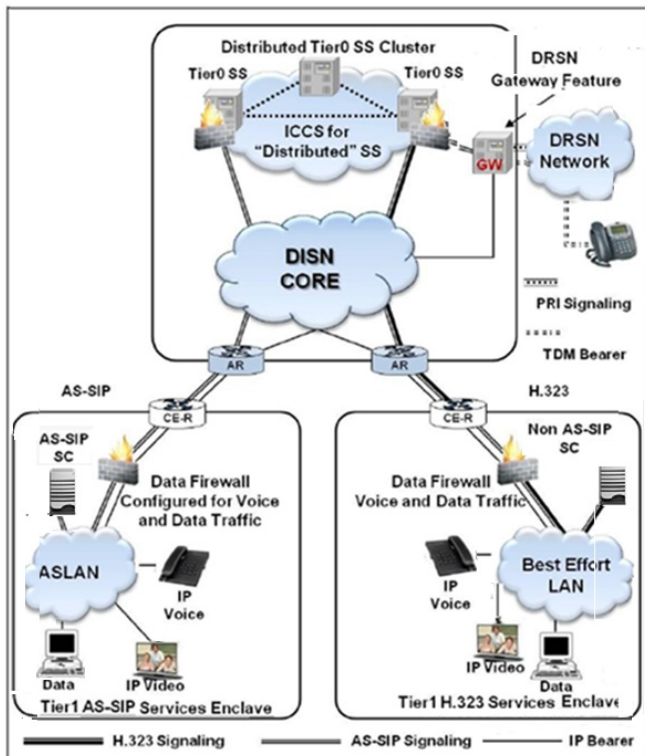 Distributed Tier0 SS Cluster
Tier0 SS
Tier0 SS
ICCS for
“Distributed” SS
DRSN
Gateway Feature
GW
DRSN
Network
DISN
CORE
PRI Signaling
TDM Bearer
AR
AR
AS-SIP
H.323
CE-R
CE-R
AS-SIP
SC
Data Firewall
Configured for Voice
and Data Traffic
ASLAN
IP
Voice
Data
IP Video
Tier1 AS-SIP Services Enclave
Non AS-SIP
SC
Data Firewall
Voice and Data Traffic
IP
Voice
Best Effort
LAN
IP Video
Data
Tier1 H.323 Services Enclave
H.323 Signaling
AS-SIP Signaling
IP Bearer